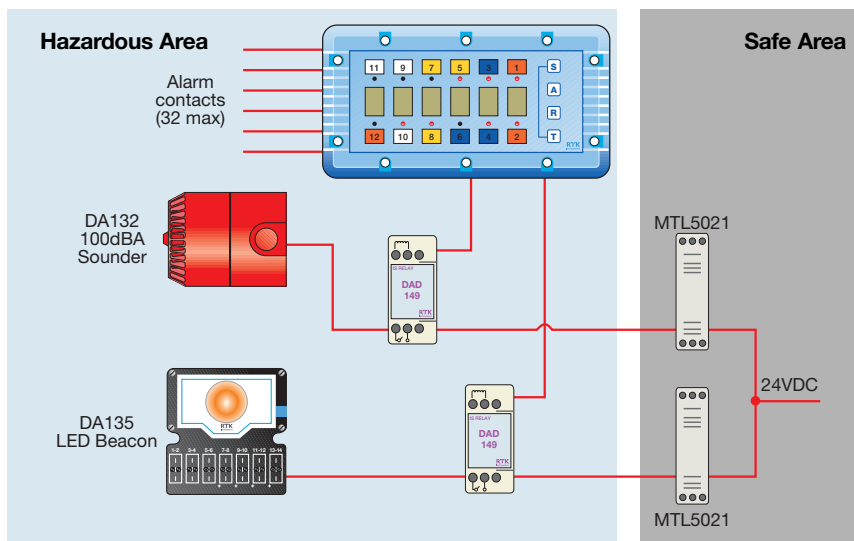 Hazardous Area
Safe Area
Alarm
contacts
(32 max)
11 9 7 5 3 1
12 10 8 6 4 2
S
A
R
T
RTK
DA132
100dBA
Sounder
IS RELAY
DAD
149
RTK
MTL5021
24VDC
DA135
LED Beacon
RTK
1-2 3-4 5-6 7-8 9-10 11-12 13-14
IS RELAY
DAD
149
RTK
MTL5021